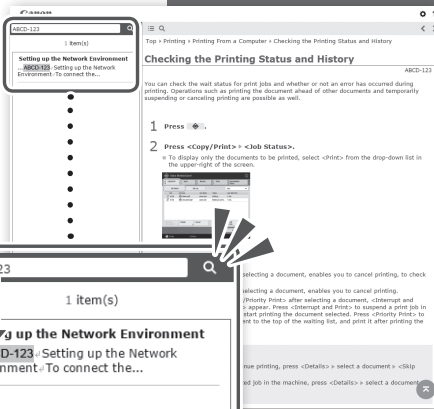 Canon
ABCD-123
1 item(s)
Setting up the Network Environment
...ABCD-123↵Setting up the Network
Environment↵To connect the...
Top > Printing > Printing From a Computer > Checking the Printing Status and History
Checking the Printing Status and History
ABCD-123
You can check the wait status for print jobs and whether or not an error has occurred during
printing. Operations such as printing the document ahead of other documents and temporarily
suspending or canceling printing are possible as well.
1 Press .
2 Press <Copy/Print> > <Job Status>.
To display only the documents to be printed, select <Print> from the drop-down list in
the upper-right of the screen.
selecting a document, enables you to cancel printing, to check
selecting a document, enables you to cancel printing.
/Priority Print> after selecting a document, <Interrupt and
> appear. Press <Interrupt and Print> to suspend a print job in
start printing the document selected. Press <Priority Print> to
ent to the top of the waiting list, and print it after printing the
nue printing, press <Details> > select a document > <Skip
ed job in the machine, press <Details> > select a document
23
1 item(s)
g up the Network Environment
D-123↵Setting up the Network
nment↵To connect the...